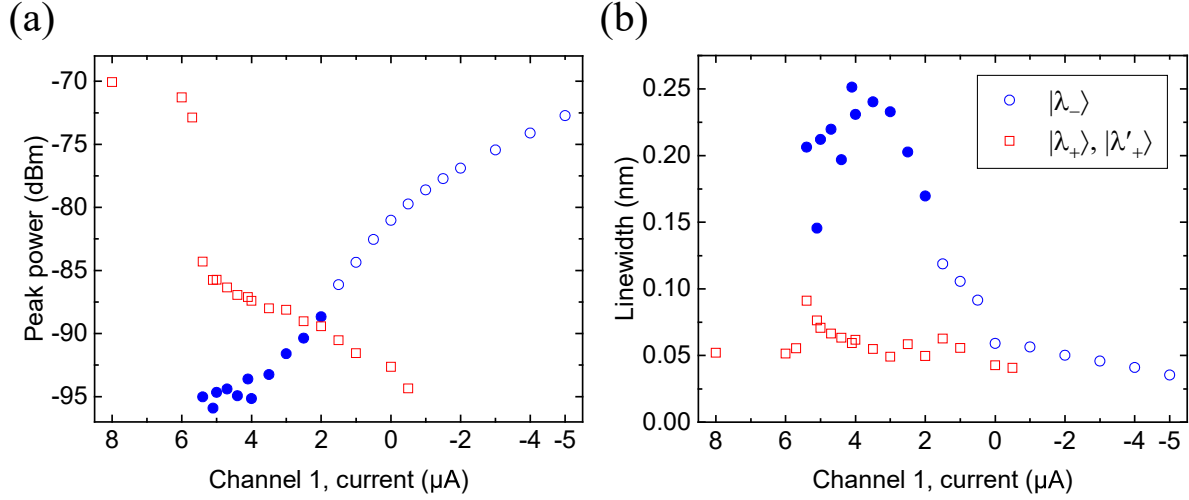 (a)
-70
-75
-80
-85
-90
-95
Peak power (dBm)
8 6 4 2 0 -2 -4 -5
Channel 1, current (μA)
(b)
0.25
0.20
0.15
0.10
0.05
0.00
Linewidth (nm)
|λ₋⟩
|λ₊⟩, |λ′₊⟩
8 6 4 2 0 -2 -4 -5
Channel 1, current (μA)